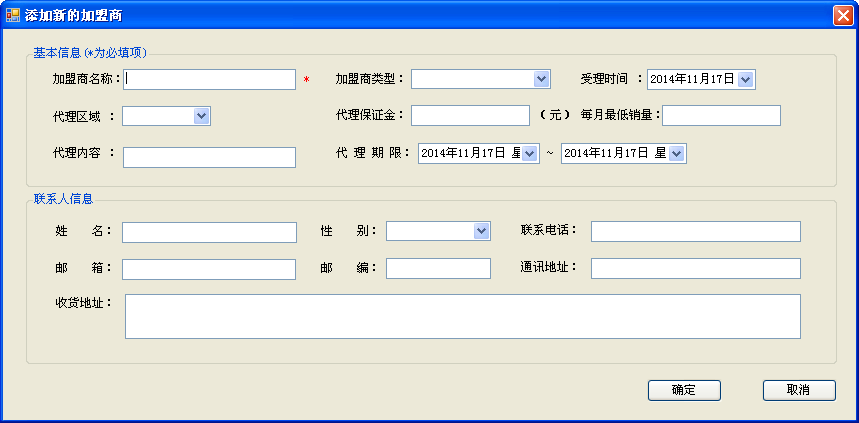 添加新的加盟商
基本信息(*为必填项)
加盟商名称： * 加盟商类型： 受理时间 ： 2014年11月17日
代理区域 ： 代理保证金： （元） 每月最低销量：
代理内容 ： 代 理 期 限： 2014年11月17日 星 ~ 2014年11月17日 星
联系人信息
姓 名： 性 别： 联系电话：
邮 箱： 邮 编： 通讯地址：
收货地址：
确定 取消